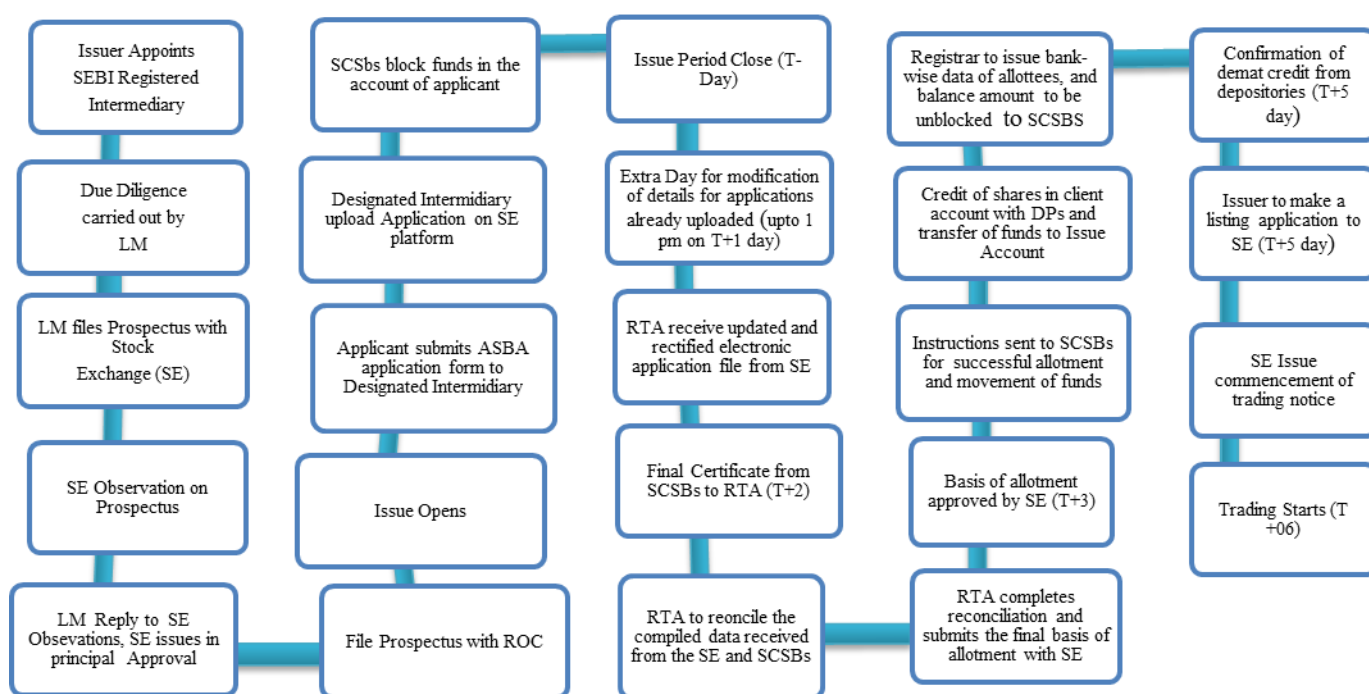 Issuer Appoints
SEBI Registered
Intermediary
Due Diligence
carried out by
LM
LM files Prospectus with
Stock
Exchange (SE)
SE Observation on
Prospectus
LM Reply to SE
Obsevations, SE issues in
principal Approval
File Prospectus with ROC
Issue Opens
Applicant submits ASBA
application form to
Designated Intermidiary
Designated Intermidiary
upload Application on SE
platform
SCSbs block funds in the
account of applicant
Issue Period Close (T-
Day)
Extra Day for modification
of details for applications
already uploaded (upto 1
pm on T+1 day)
RTA receive updated and
rectified electronic
application file from SE
Final Certificate from
SCSBs to RTA (T+2)
RTA to reconcile the
compiled data received
from the SE and SCSBs
RTA completes
reconciliation and
submits the final basis of
allotment with SE
Basis of allotment
approved by SE (T+3)
Instructions sent to SCSBs
for successful allotment
and movement of funds
Credit of shares in client
account with DPs and
transfer of funds to Issue
Account
Registrar to issue bank-
wise data of allottees, and
balance amount to be
unblocked to SCSBS
Confirmation of
demat credit from
depositories (T+5
day)
Issuer to make a
listing application to
SE (T+5 day)
SE Issue
commencement of
trading notice
Trading Starts (T
+06)